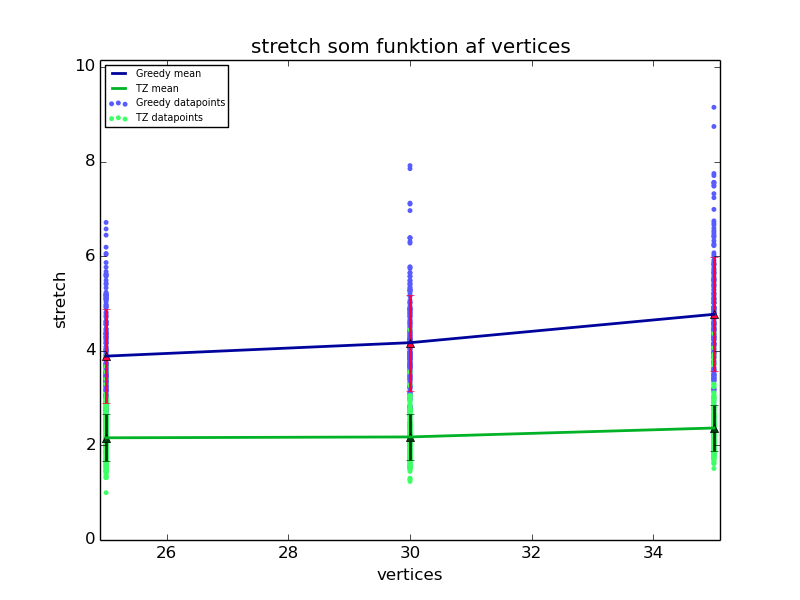 stretch som funktion af vertices
10
8
6
4
2
0
stretch
Greedy mean
TZ mean
Greedy datapoints
TZ datapoints
26 28 30 32 34
vertices